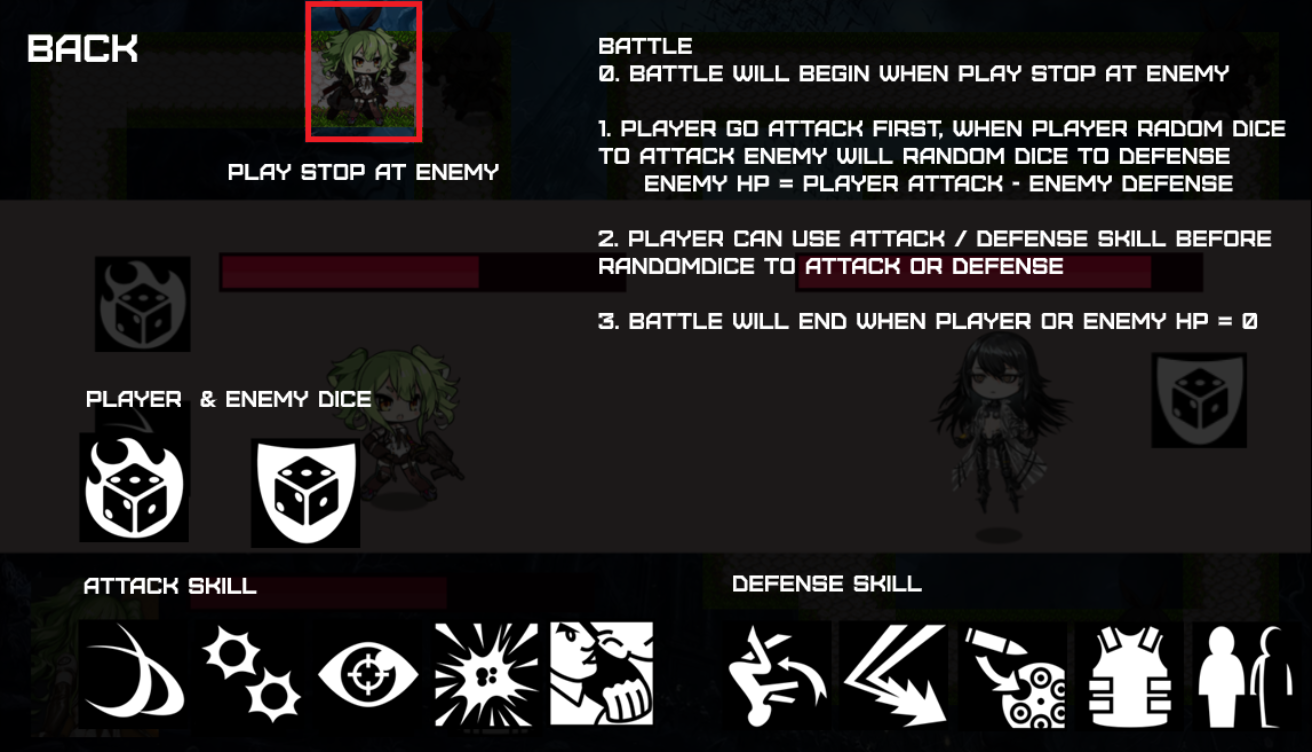 BACK
PLAY STOP AT ENEMY
BATTLE
0. BATTLE WILL BEGIN WHEN PLAY STOP AT ENEMY
1. PLAYER GO ATTACK FIRST, WHEN PLAYER RADOM DICE
TO ATTACK ENEMY WILL RANDOM DICE TO DEFENSE
ENEMY HP = PLAYER ATTACK - ENEMY DEFENSE
2. PLAYER CAN USE ATTACK / DEFENSE SKILL BEFORE
RANDOMDICE TO ATTACK OR DEFENSE
3. BATTLE WILL END WHEN PLAYER OR ENEMY HP = 0
PLAYER & ENEMY DICE
ATTACK SKILL
DEFENSE SKILL